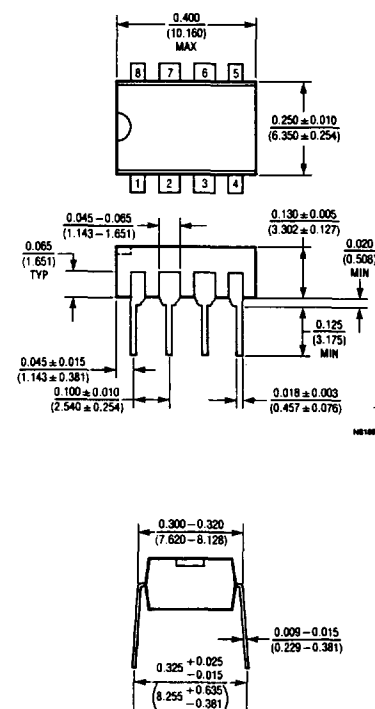 0.400
(10.160)
MAX
8 7 6 5
0.250 ± 0.010
(6.350 ± 0.254)
1 2 3 4
0.045 – 0.065
(1.143 – 1.651)
0.130 ± 0.005
(3.302 ± 0.127)
0.065
(1.651)
TYP
0.020
(0.508)
MIN
0.125
(3.175)
MIN
0.045 ± 0.015
(1.143 ± 0.381)
0.100 ± 0.010
(2.540 ± 0.254)
0.018 ± 0.003
(0.457 ± 0.076)
0.300 – 0.320
(7.620 – 8.128)
0.009 – 0.015
(0.229 – 0.381)
0.325 +0.025
–0.015
(8.255 +0.635
–0.381)